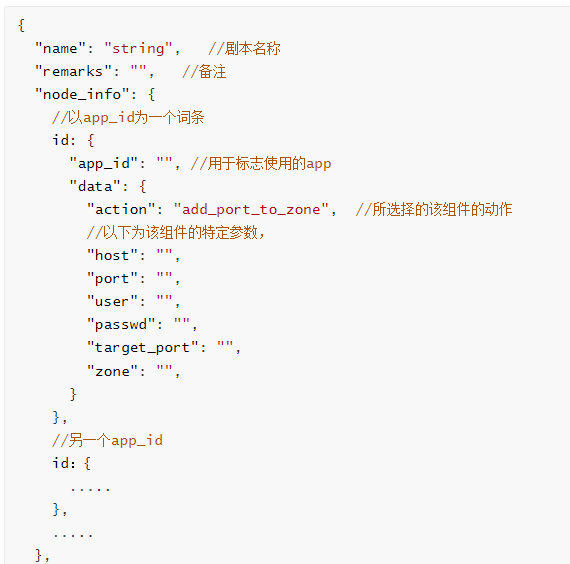 {
"name": "string",   //剧本名称
"remarks": "",   //备注
"node_info": {
//以app_id为一个词条
id: {
"app_id": "", //用于标志使用的app
"data": {
"action": "add_port_to_zone",  //所选择的该组件的动作
//以下为该组件的特定参数，
"host": "",
"port": "",
"user": "",
"passwd": "",
"target_port": "",
"zone": "",
}
},
//另一个app_id
id：{
.....
},
.....
},